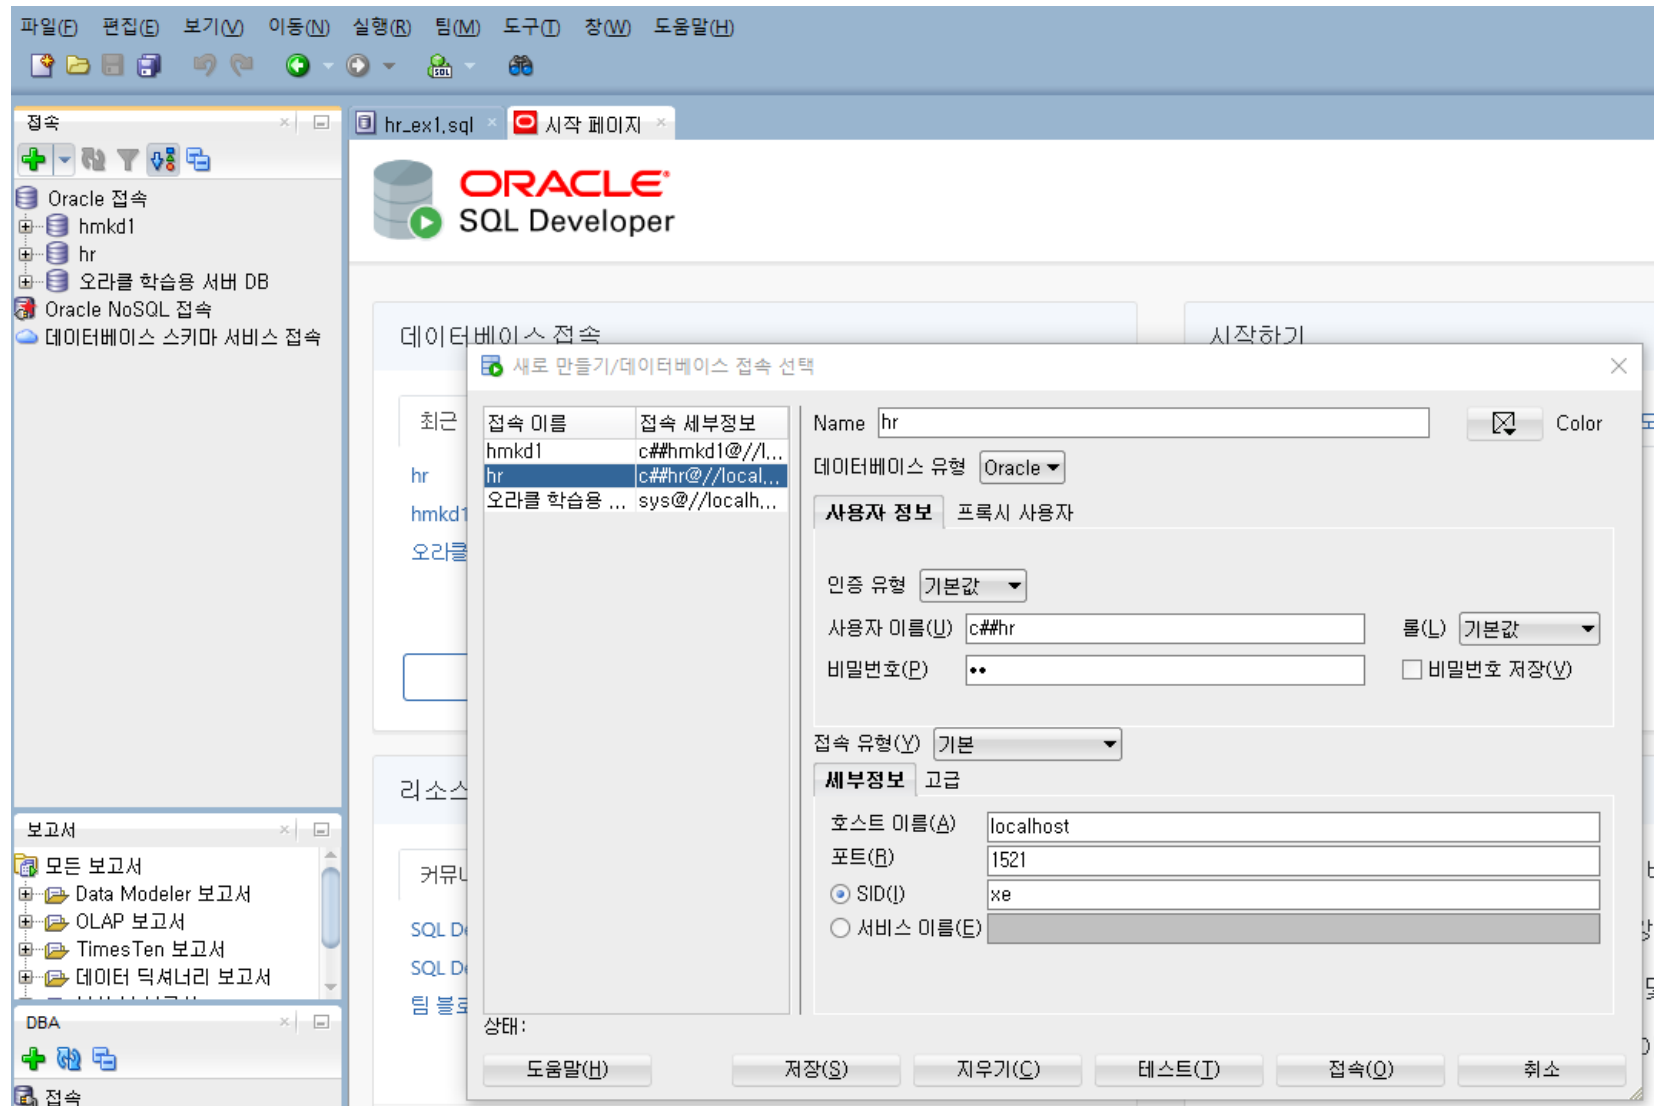 파일(F) 편집(E) 보기(V) 이동(N) 실행(R) 팀(M) 도구(T) 창(W) 도움말(H)
SQL
접속
hr_ex1.sql
시작 페이지
ORACLE
SQL Developer
Oracle 접속
hmkd1
hr
오라클 학습용 서버 DB
Oracle NoSQL 접속
데이터베이스 스키마 서비스 접속
데이터베이스 접속
시작하기
최근
hr
hmkd1
오라클
리소스
SQL
SQL
팀
새로 만들기/데이터베이스 접속 선택
접속 이름 접속 세부정보
hmkd1 c##hmkd1@//l...
hr c##hr@//local...
오라클 학습용 ... sys@//localh...
Name hr
Color
데이터베이스 유형 Oracle
사용자 정보 프록시 사용자
인증 유형 기본값
사용자 이름(U) c##hr
롤(L) 기본값
비밀번호(P) ••
비밀번호 저장(V)
접속 유형(Y) 기본
세부정보 고급
호스트 이름(A) localhost
포트(R) 1521
SID(I) xe
서비스 이름(E)
상태:
도움말(H) 저장(S) 지우기(C) 테스트(T) 접속(O) 취소
보고서
모든 보고서
Data Modeler 보고서
OLAP 보고서
TimesTen 보고서
데이터 딕셔너리 보고서
DBA
접속